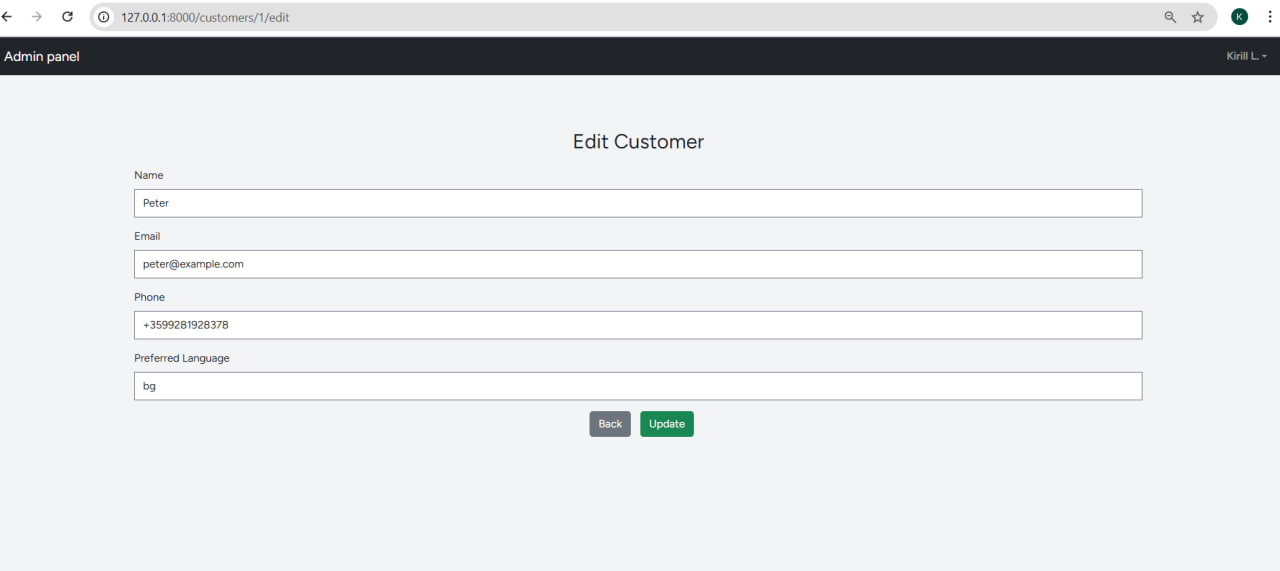 127.0.0.1:8000/customers/1/edit
K
Admin panel
Kirill L.
Edit Customer
Name
Peter
Email
peter@example.com
Phone
+3599281928378
Preferred Language
bg
Back
Update